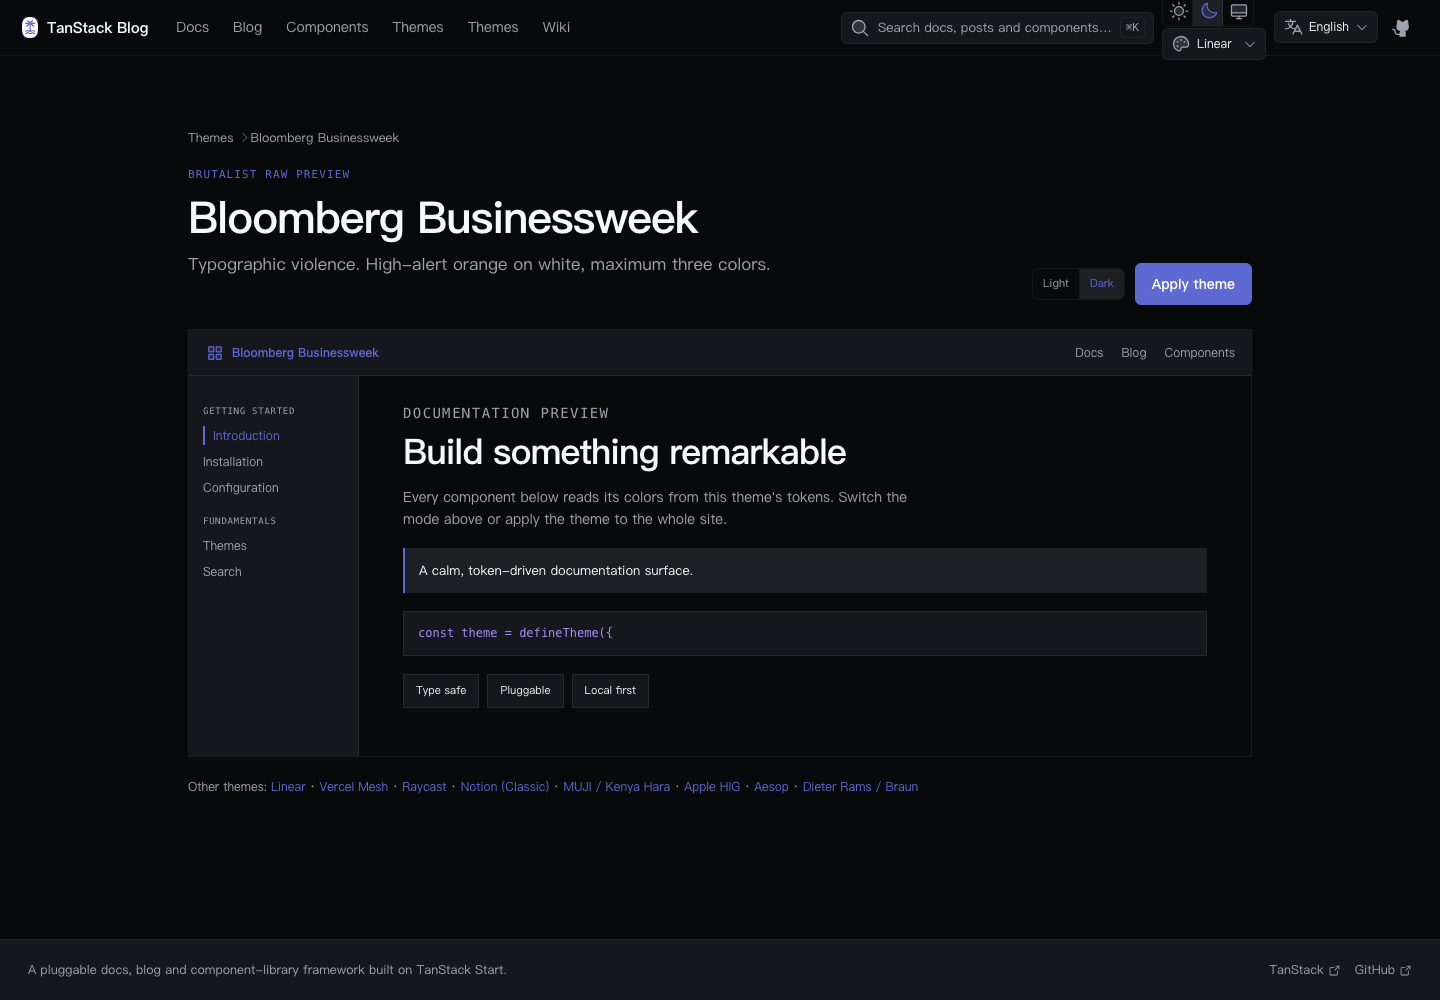 TanStack Blog
Docs
Blog
Components
Themes
Themes
Wiki
Search docs, posts and components...
⌘K
Linear
English
Themes
Bloomberg Businessweek
BRUTALIST RAW PREVIEW
Bloomberg Businessweek
Typographic violence. High-alert orange on white, maximum three colors.
Light
Dark
Apply theme
Bloomberg Businessweek
Docs
Blog
Components
GETTING STARTED
Introduction
Installation
Configuration
FUNDAMENTALS
Themes
Search
DOCUMENTATION PREVIEW
Build something remarkable
Every component below reads its colors from this theme's tokens. Switch the
mode above or apply the theme to the whole site.
A calm, token-driven documentation surface.
const theme = defineTheme({
Type safe
Pluggable
Local first
Other themes: Linear · Vercel Mesh · Raycast · Notion (Classic) · MUJI / Kenya Hara · Apple HIG · Aesop · Dieter Rams / Braun
A pluggable docs, blog and component-library framework built on TanStack Start.
TanStack
GitHub